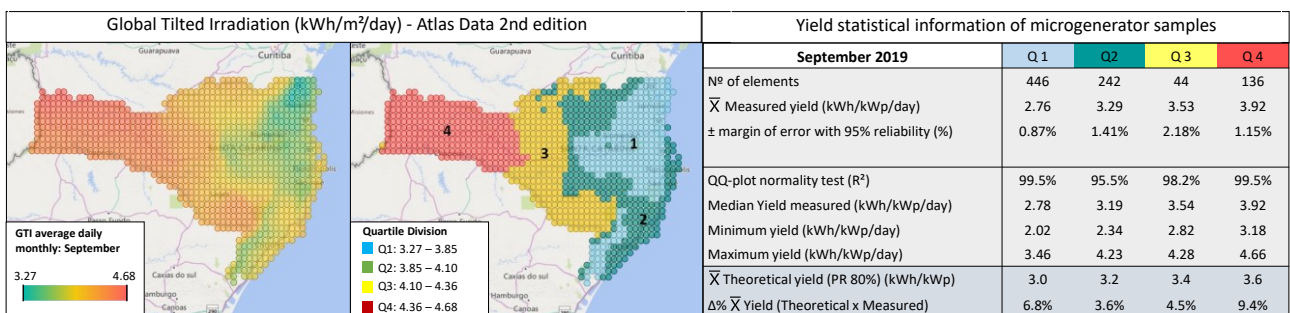 Global Tilted Irradiation (kWh/m²/day) - Atlas Data 2nd edition
Guarapuava
Curitiba
Caxias do sul
Hamburgo
Canoas
GTI average daily
monthly: September
3.27 4.68
Guarapuava
Curitiba
4
3
1
2
Caxias do sul
amburgo
Canoas
Quartile Division
Q1: 3.27 – 3.85
Q2: 3.85 – 4.10
Q3: 4.10 – 4.36
Q4: 4.36 – 4.68
Yield statistical information of microgenerator samples
September 2019 Q 1 Q2 Q 3 Q 4
Nº of elements 446 242 44 136
X̅ Measured yield (kWh/kWp/day) 2.76 3.29 3.53 3.92
± margin of error with 95% reliability (%) 0.87% 1.41% 2.18% 1.15%
QQ-plot normality test (R²) 99.5% 95.5% 98.2% 99.5%
Median Yield measured (kWh/kWp/day) 2.78 3.19 3.54 3.92
Minimum yield (kWh/kWp/day) 2.02 2.34 2.82 3.18
Maximum yield (kWh/kWp/day) 3.46 4.23 4.28 4.66
X̅ Theoretical yield (PR 80%) (kWh/kWp) 3.0 3.2 3.4 3.6
Δ% X̅ Yield (Theoretical x Measured) 6.8% 3.6% 4.5% 9.4%